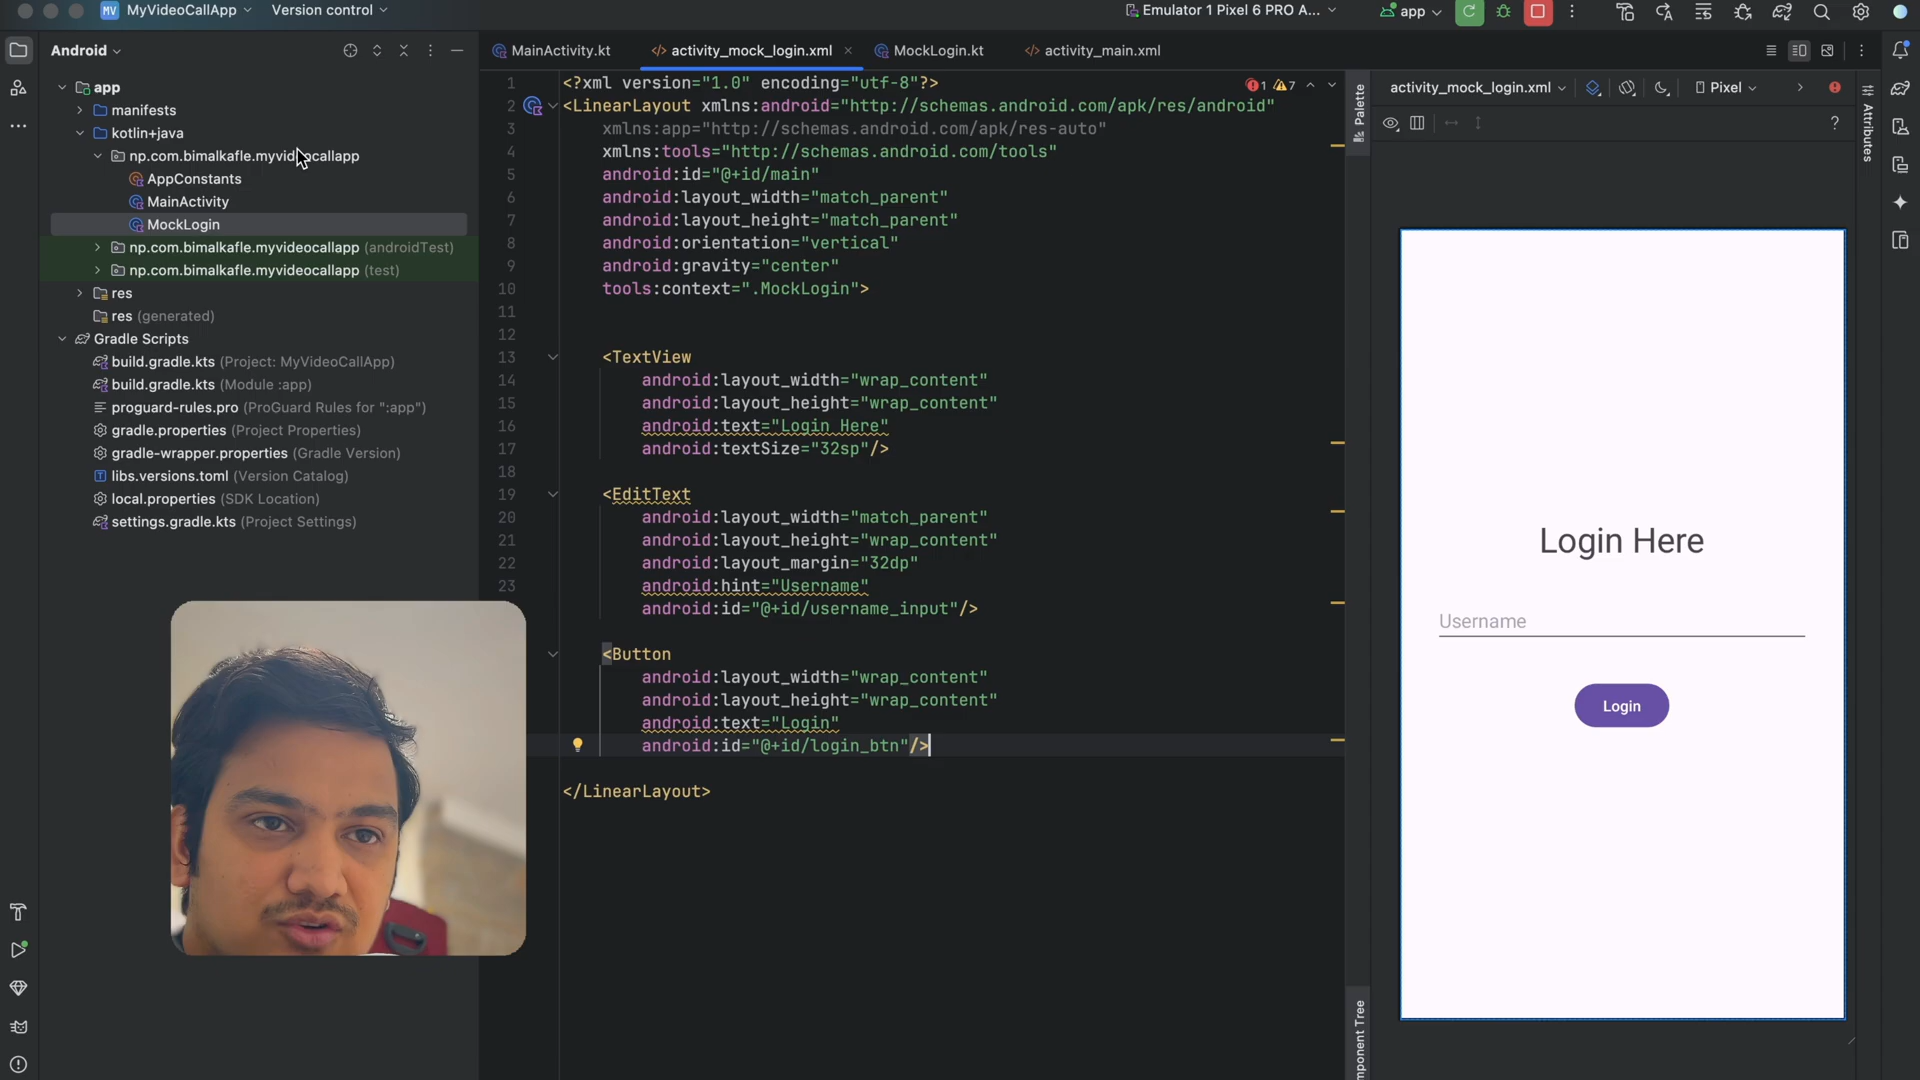 MV MyVideoCallApp Version control Emulator 1 Pixel 6 PRO A... app
Android
MainActivity.kt activity_mock_login.xml MockLogin.kt activity_main.xml
app
manifests
kotlin+java
np.com.bimalkafle.myvideocallapp
AppConstants
MainActivity
MockLogin
np.com.bimalkafle.myvideocallapp (androidTest)
np.com.bimalkafle.myvideocallapp (test)
res
res (generated)
Gradle Scripts
build.gradle.kts (Project: MyVideoCallApp)
build.gradle.kts (Module :app)
proguard-rules.pro (ProGuard Rules for ":app")
gradle.properties (Project Properties)
gradle-wrapper.properties (Gradle Version)
libs.versions.toml (Version Catalog)
local.properties (SDK Location)
settings.gradle.kts (Project Settings)
1 <?xml version="1.0" encoding="utf-8"?>
1 7
2 <LinearLayout xmlns:android="http://schemas.android.com/apk/res/android"
3 xmlns:app="http://schemas.android.com/apk/res-auto"
4 xmlns:tools="http://schemas.android.com/tools"
5 android:id="@+id/main"
6 android:layout_width="match_parent"
7 android:layout_height="match_parent"
8 android:orientation="vertical"
9 android:gravity="center"
10 tools:context=".MockLogin">
11
12
13 <TextView
14 android:layout_width="wrap_content"
15 android:layout_height="wrap_content"
16 android:text="Login Here"
17 android:textSize="32sp"/>
18
19 <EditText
20 android:layout_width="match_parent"
21 android:layout_height="wrap_content"
22 android:layout_margin="32dp"
23 android:hint="Username"
android:id="@+id/username_input"/>
<Button
android:layout_width="wrap_content"
android:layout_height="wrap_content"
android:text="Login"
android:id="@+id/login_btn"/>
</LinearLayout>
Palette
activity_mock_login.xml Pixel
?
Attributes
Login Here
Username
Login